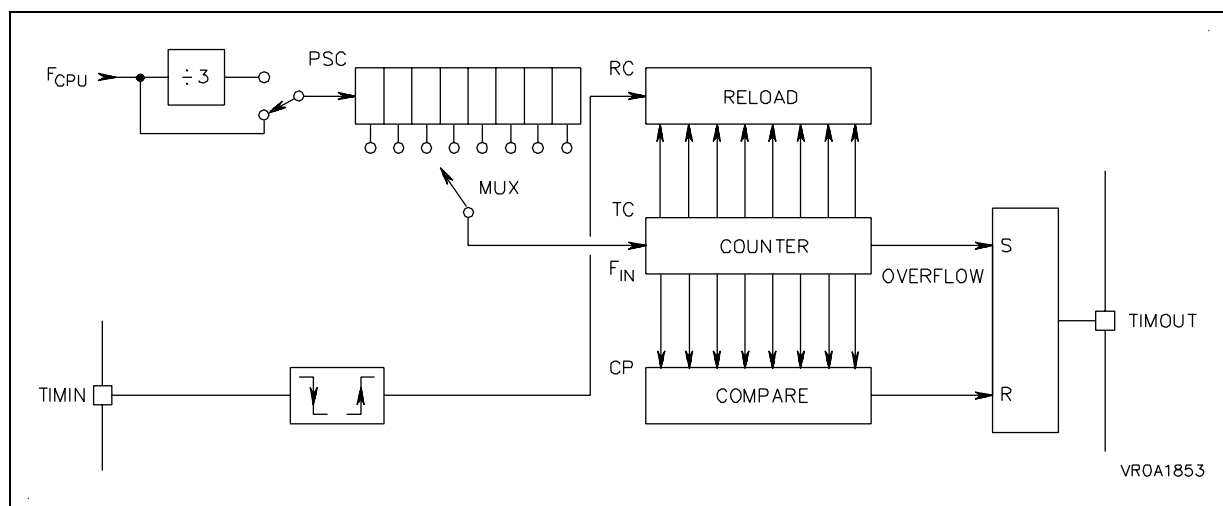 PSC
RC
F_CPU
÷3
RELOAD
MUX
TC
COUNTER
S
F_IN
OVERFLOW
TIMOUT
CP
TIMIN
COMPARE
R
VR0A1853